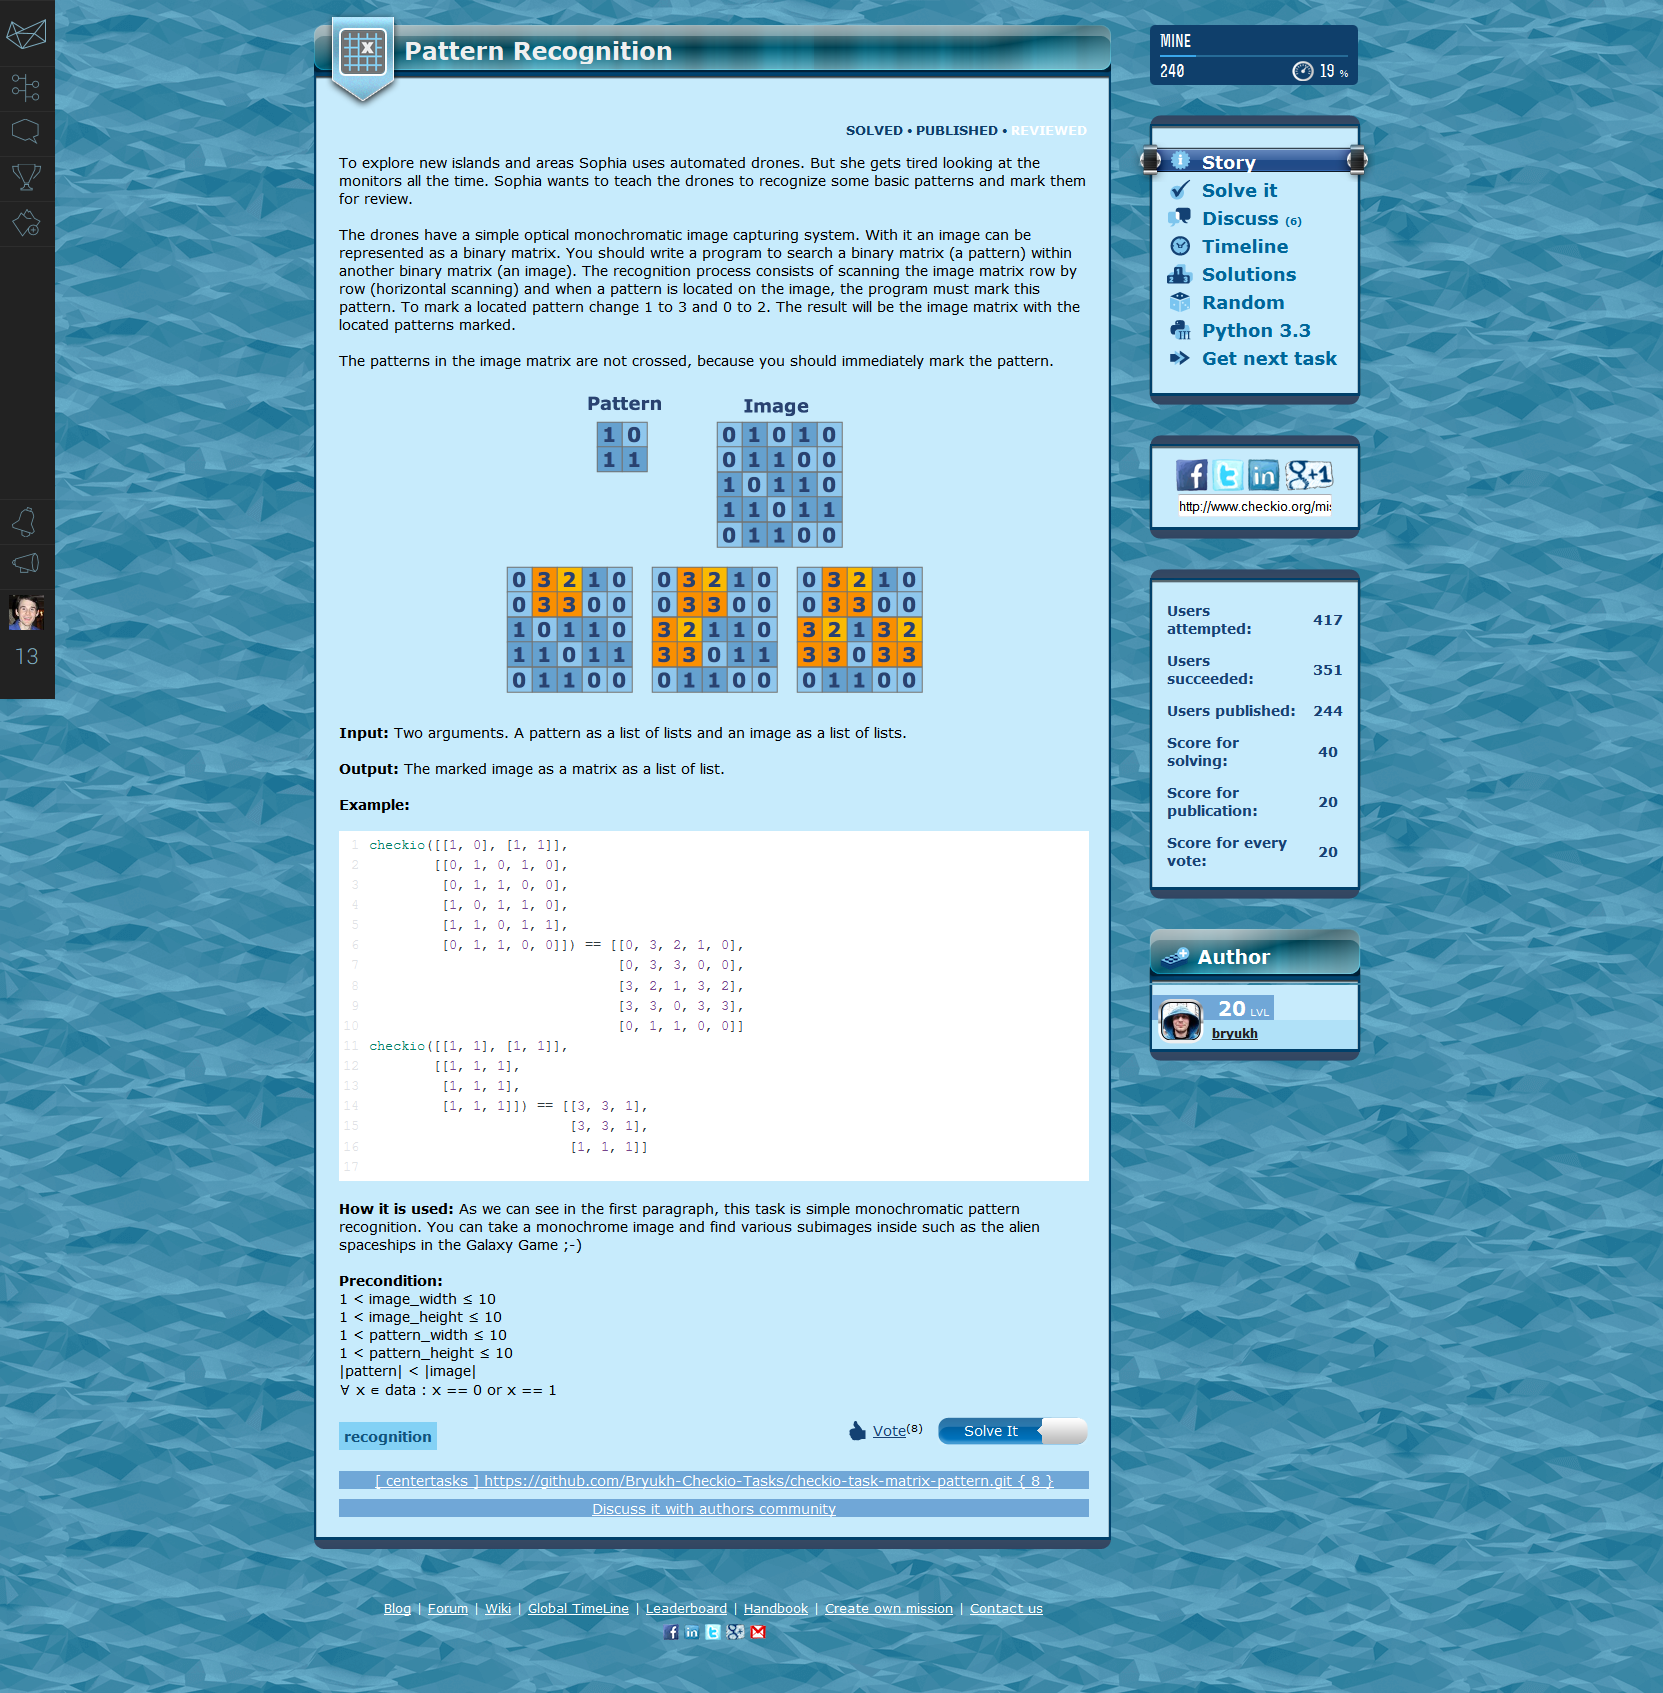 Pattern Recognition
SOLVED • PUBLISHED • REVIEWED
To explore new islands and areas Sophia uses automated drones. But she gets tired looking at the
monitors all the time. Sophia wants to teach the drones to recognize some basic patterns and mark them
for review.
The drones have a simple optical monochromatic image capturing system. With it an image can be
represented as a binary matrix. You should write a program to search a binary matrix (a pattern) within
another binary matrix (an image). The recognition process consists of scanning the image matrix row by
row (horizontal scanning) and when a pattern is located on the image, the program must mark this
pattern. To mark a located pattern change 1 to 3 and 0 to 2. The result will be the image matrix with the
located patterns marked.
The patterns in the image matrix are not crossed, because you should immediately mark the pattern.
Pattern
1 0
1 1
Image
0 1 0 1 0
0 1 1 0 0
1 0 1 1 0
1 1 0 1 1
0 1 1 0 0
0 3 2 1 0
0 3 3 0 0
1 0 1 1 0
1 1 0 1 1
0 1 1 0 0
0 3 2 1 0
0 3 3 0 0
3 2 1 1 0
3 3 0 1 1
0 1 1 0 0
0 3 2 1 0
0 3 3 0 0
3 2 1 3 2
3 3 0 3 3
0 1 1 0 0
Input: Two arguments. A pattern as a list of lists and an image as a list of lists.
Output: The marked image as a matrix as a list of list.
Example:
1 checkio([[1, 0], [1, 1]],
2 [[0, 1, 0, 1, 0],
3 [0, 1, 1, 0, 0],
4 [1, 0, 1, 1, 0],
5 [1, 1, 0, 1, 1],
6 [0, 1, 1, 0, 0]]) == [[0, 3, 2, 1, 0],
7 [0, 3, 3, 0, 0],
8 [3, 2, 1, 3, 2],
9 [3, 3, 0, 3, 3],
10 [0, 1, 1, 0, 0]]
11 checkio([[1, 1], [1, 1]],
12 [[1, 1, 1],
13 [1, 1, 1],
14 [1, 1, 1]]) == [[3, 3, 1],
15 [3, 3, 1],
16 [1, 1, 1]]
17
How it is used: As we can see in the first paragraph, this task is simple monochromatic pattern
recognition. You can take a monochrome image and find various subimages inside such as the alien
spaceships in the Galaxy Game ;-)
Precondition:
1 < image_width ≤ 10
1 < image_height ≤ 10
1 < pattern_width ≤ 10
1 < pattern_height ≤ 10
|pattern| < |image|
∀ x ∊ data : x == 0 or x == 1
recognition
Vote(8)
Solve It
[ centertasks ] https://github.com/Bryukh-Checkio-Tasks/checkio-task-matrix-pattern.git { 8 }
Discuss it with authors community
Blog | Forum | Wiki | Global TimeLine | Leaderboard | Handbook | Create own mission | Contact us
13
MINE
240 19 %
Story
Solve it
Discuss (6)
Timeline
Solutions
Random
Python 3.3
Get next task
http://www.checkio.org/mis
Users attempted: 417
Users succeeded: 351
Users published: 244
Score for solving: 40
Score for publication: 20
Score for every vote: 20
Author
20 LVL
bryukh